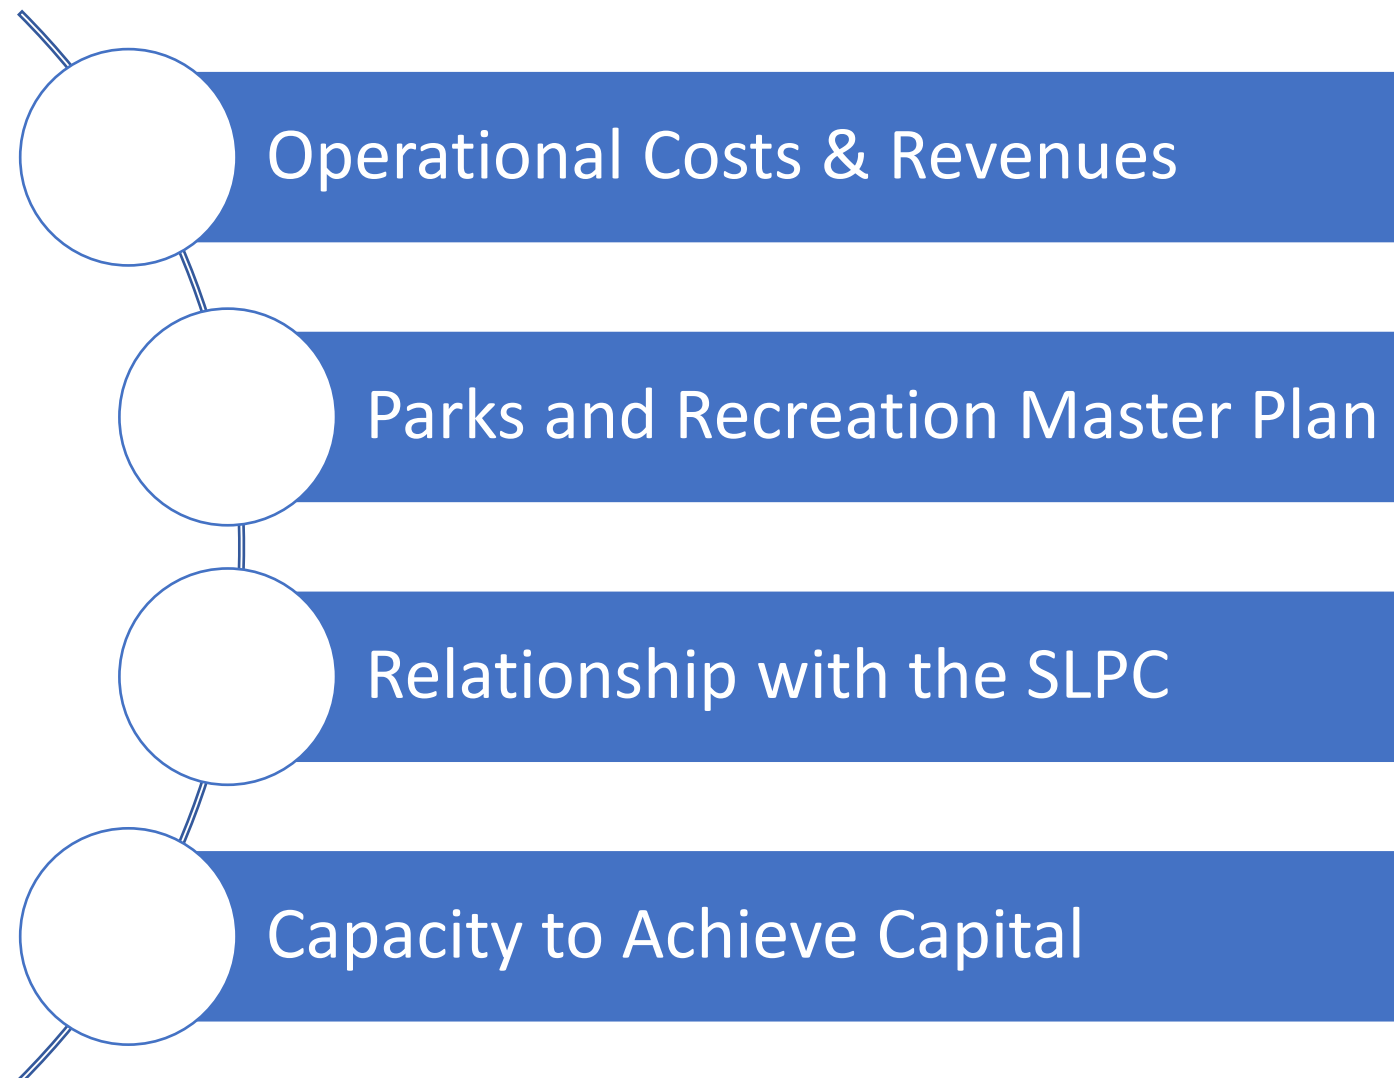 Operational Costs & Revenues
Parks and Recreation Master Plan
Relationship with the SLPC
Capacity to Achieve Capital